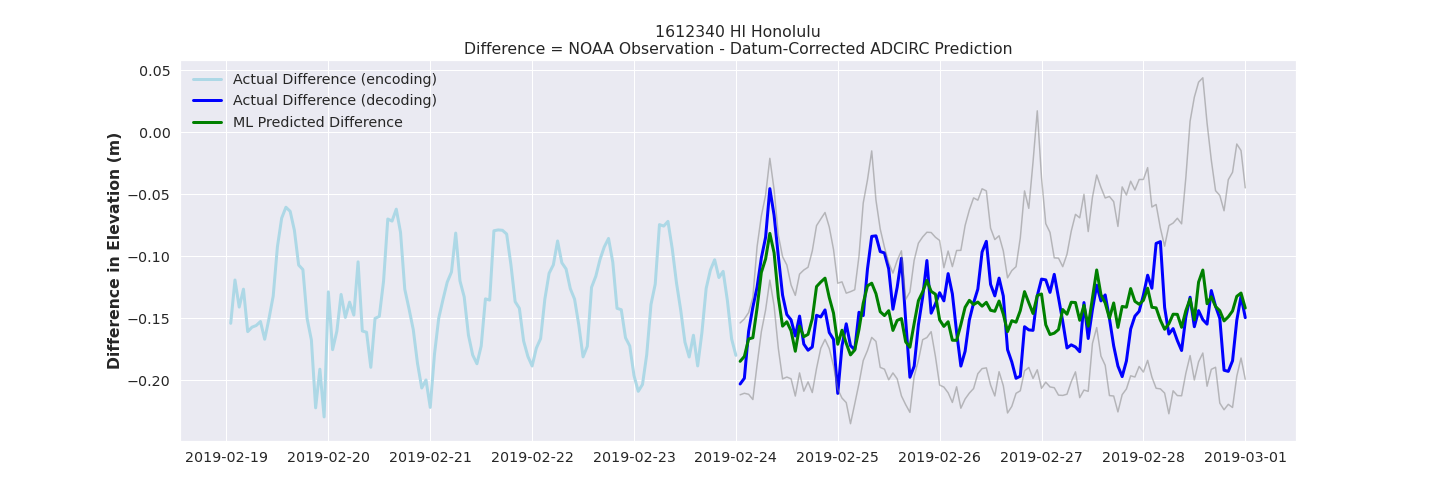 1612340 HI Honolulu
Difference = NOAA Observation - Datum-Corrected ADCIRC Prediction
Difference in Elevation (m)
0.05
0.00
−0.05
−0.10
−0.15
−0.20
Actual Difference (encoding)
Actual Difference (decoding)
ML Predicted Difference
2019-02-19 2019-02-20 2019-02-21 2019-02-22 2019-02-23 2019-02-24 2019-02-25 2019-02-26 2019-02-27 2019-02-28 2019-03-01